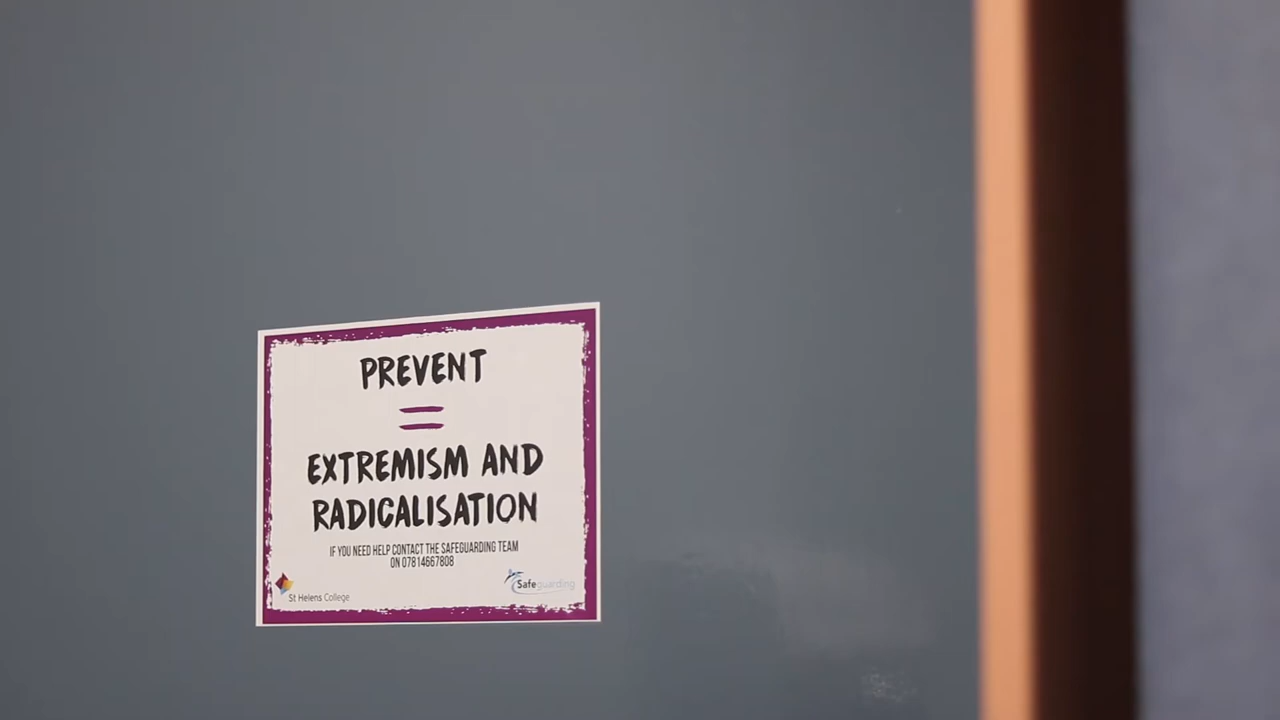 PREVENT
=
EXTREMISM AND
RADICALISATION
IF YOU NEED HELP CONTACT THE SAFEGUARDING TEAM
ON 07814667808
St Helens College
Safeguarding